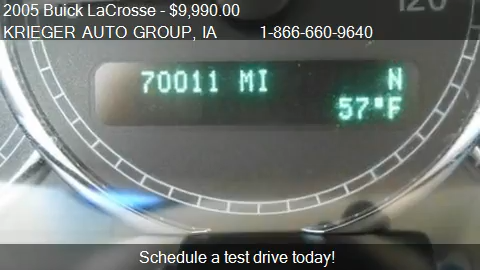 2005 Buick LaCrosse - $9,990.00
KRIEGER AUTO GROUP, IA 1-866-660-9640
120
70011 MI N
57°F
Schedule a test drive today!